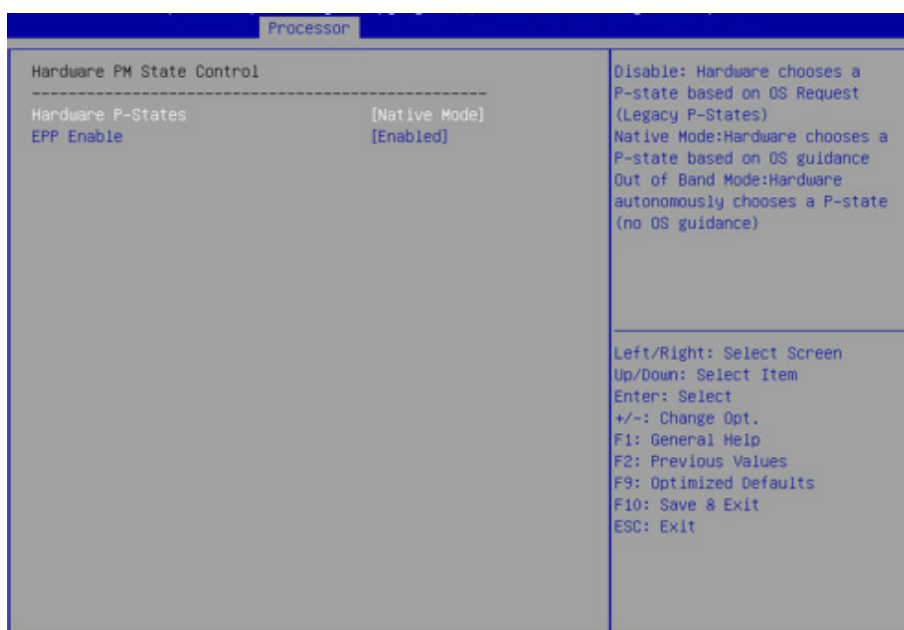 Processor
Hardware PM State Control
-------------------------------------------------
Hardware P-States [Native Mode]
EPP Enable [Enabled]
Disable: Hardware chooses a
P-state based on OS Request
(Legacy P-States)
Native Mode:Hardware chooses a
P-state based on OS guidance
Out of Band Mode:Hardware
autonomously chooses a P-state
(no OS guidance)
Left/Right: Select Screen
Up/Down: Select Item
Enter: Select
+/-: Change Opt.
F1: General Help
F2: Previous Values
F9: Optimized Defaults
F10: Save & Exit
ESC: Exit